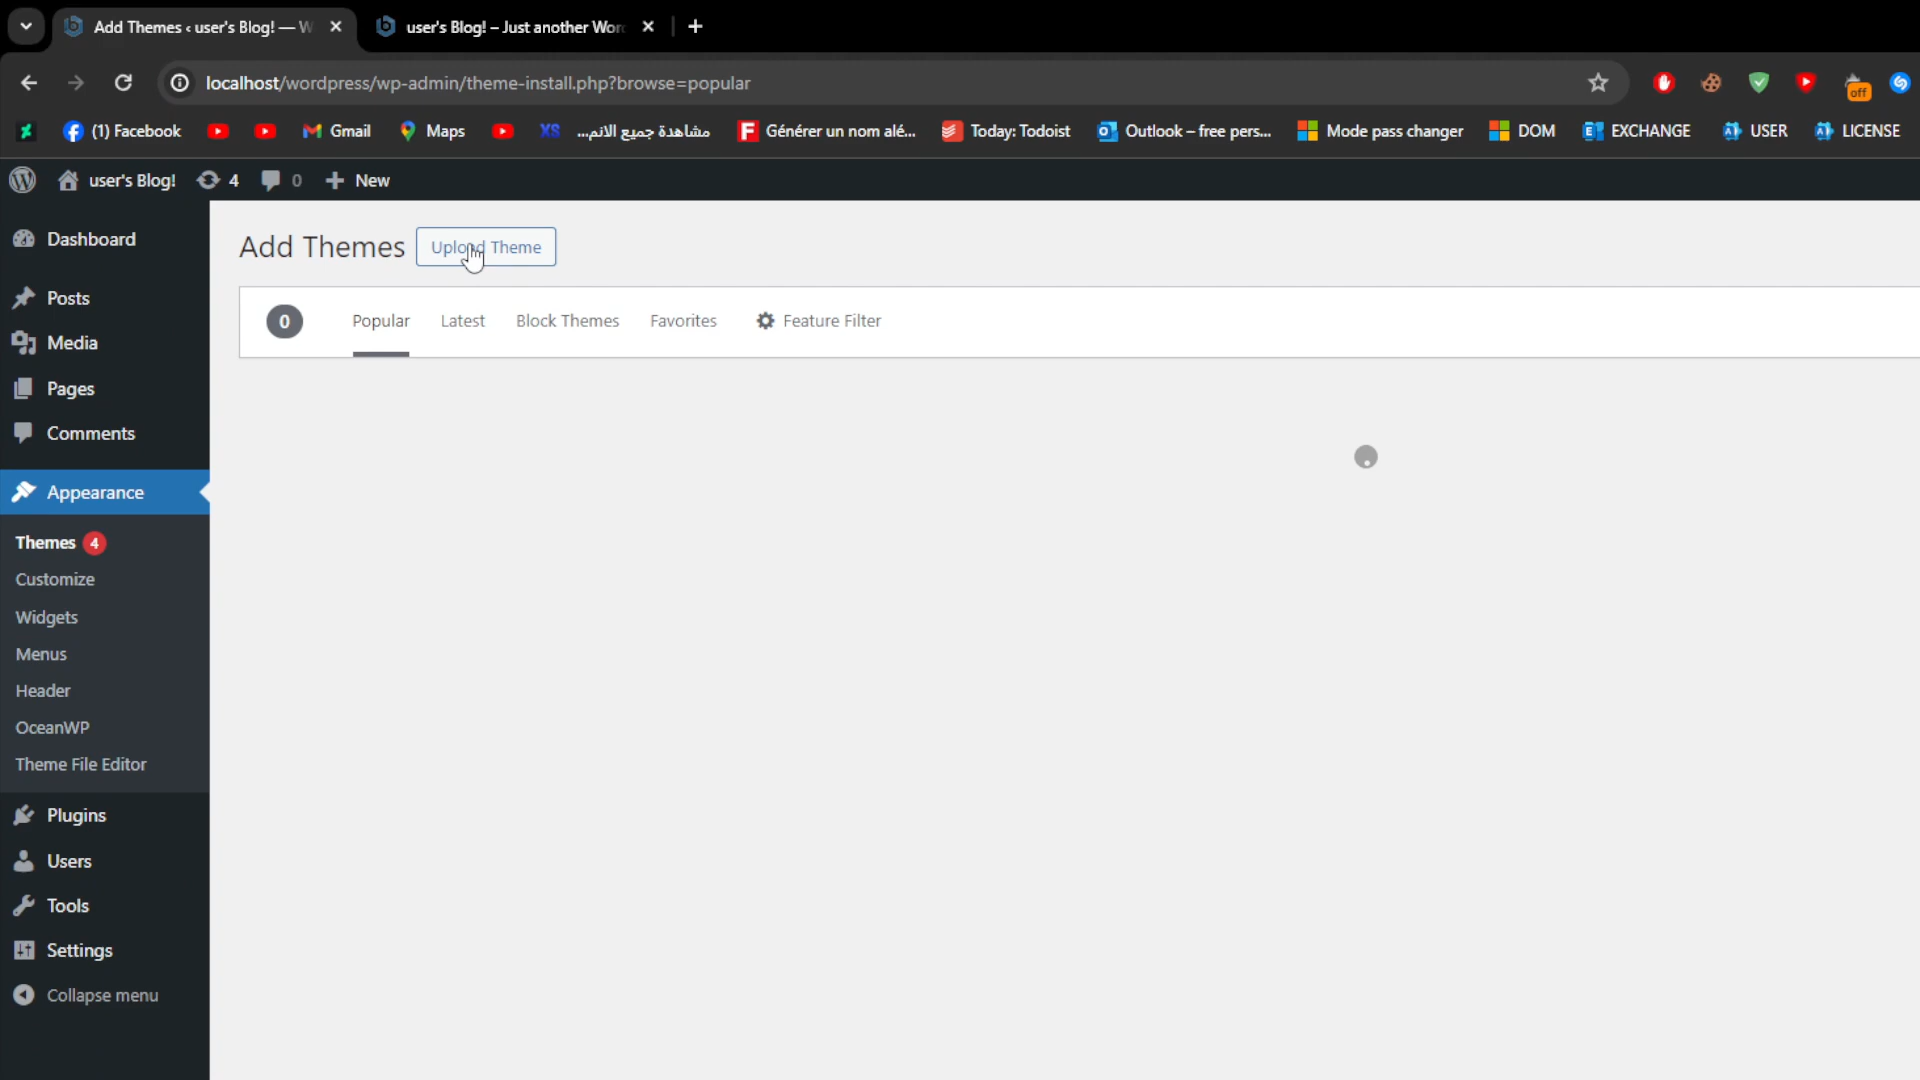 Add Themes ‹ user's Blog! — W
user's Blog! – Just another Wor
localhost/wordpress/wp-admin/theme-install.php?browse=popular
off
(1) Facebook
Gmail
Maps
XS
مشاهدة جميع الانم...
Générer un nom alé...
Today: Todoist
Outlook – free pers...
Mode pass changer
DOM
EXCHANGE
USER
LICENSE
user's Blog!
4
0
New
Dashboard
Posts
Media
Pages
Comments
Appearance
Themes 4
Customize
Widgets
Menus
Header
OceanWP
Theme File Editor
Plugins
Users
Tools
Settings
Collapse menu
Add Themes
Upload Theme
0
Popular
Latest
Block Themes
Favorites
Feature Filter